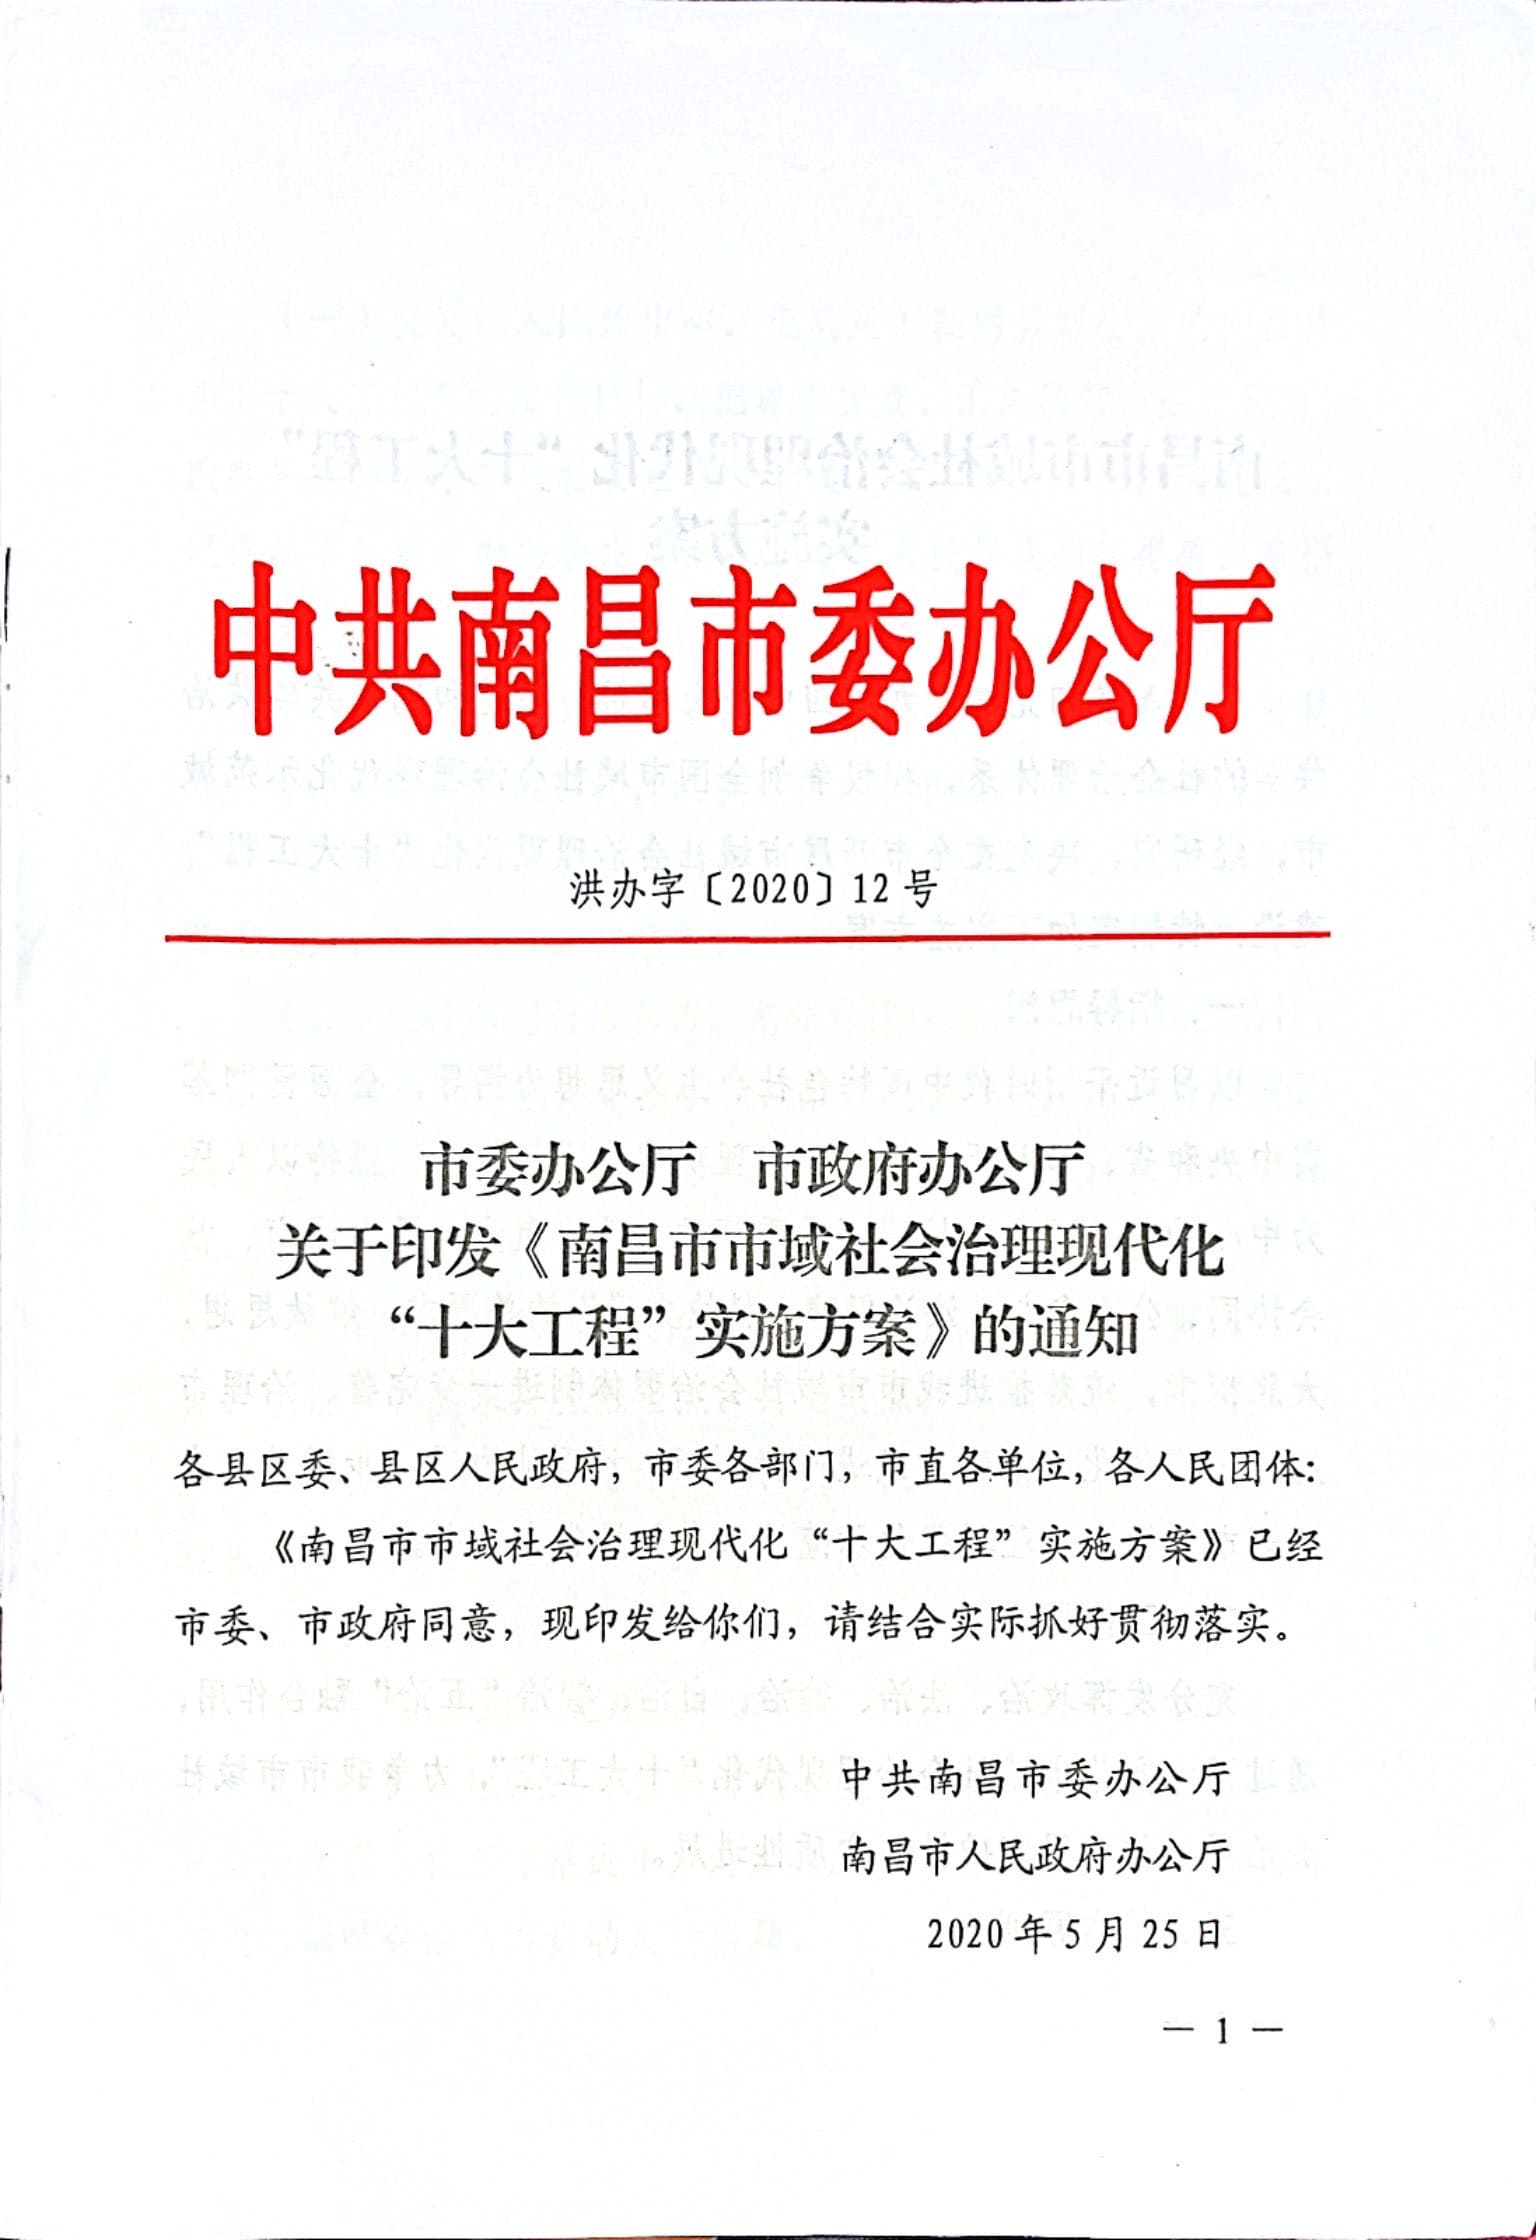 中共南昌市委办公厅
洪办字〔2020〕12号
市委办公厅 市政府办公厅
关于印发《南昌市市域社会治理现代化
“十大工程”实施方案》的通知
各县区委、县区人民政府，市委各部门，市直各单位，各人民团体：
《南昌市市域社会治理现代化“十大工程”实施方案》已经
市委、市政府同意，现印发给你们，请结合实际抓好贯彻落实。
中共南昌市委办公厅
南昌市人民政府办公厅
2020年5月25日
— 1 —